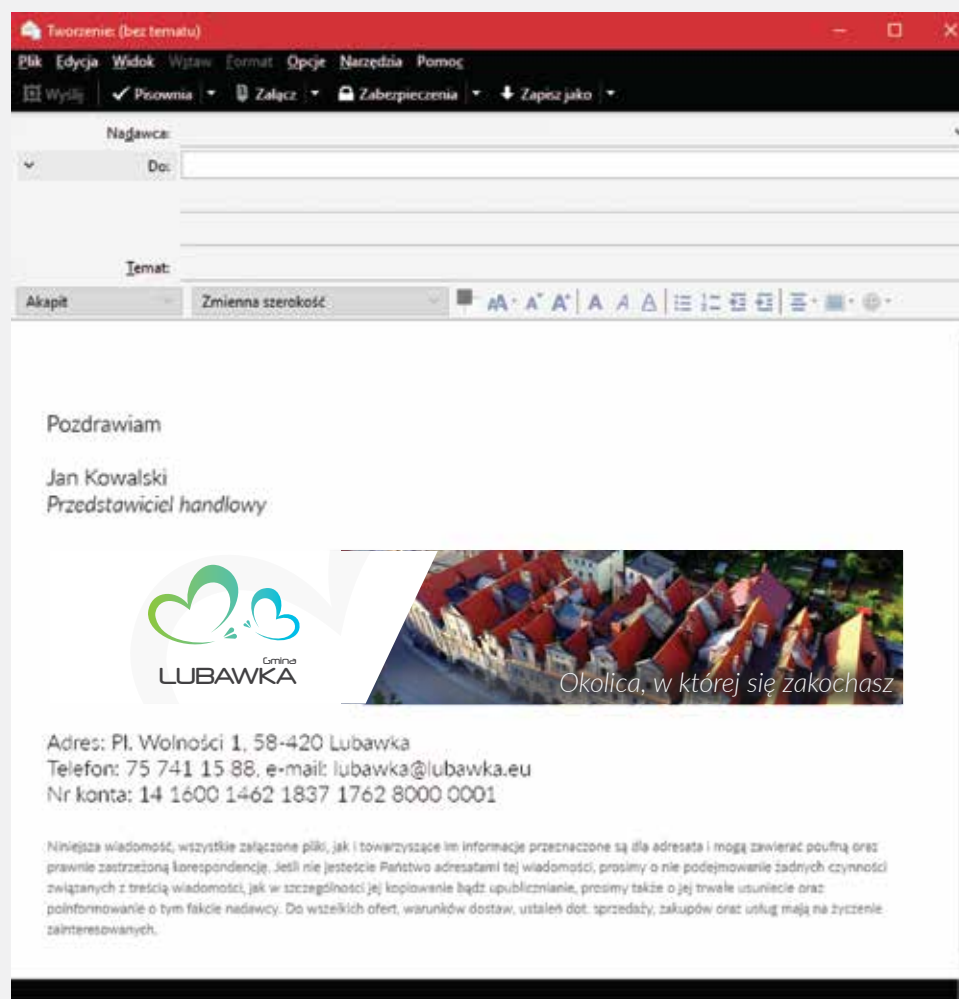 Tworzenie: (bez tematu)
Plik Edycja Widok Wstaw Format Opcje Narzędzia Pomoc
Wyślij Pisownia Załącz Zabezpieczenia Zapisz jako
Nadawca:
Do:
Temat:
Akapit Zmienna szerokość
Pozdrawiam
Jan Kowalski
Przedstawiciel handlowy
Gmina
LUBAWKA
Okolica, w której się zakochasz
Adres: Pl. Wolności 1, 58-420 Lubawka
Telefon: 75 741 15 88, e-mail: lubawka@lubawka.eu
Nr konta: 14 1600 1462 1837 1762 8000 0001
Niniejsza wiadomość, wszystkie załączone pliki, jak i towarzyszące im informacje przeznaczone są dla adresata i mogą zawierać poufną oraz
prawnie zastrzeżoną korespondencję. Jeśli nie jesteście Państwo adresatami tej wiadomości, prosimy o nie podejmowanie żadnych czynności
związanych z treścią wiadomości, jak w szczególności jej kopiowanie bądź upublicznianie, prosimy także o jej trwałe usuniecie oraz
poinformowanie o tym fakcie nadawcy. Do wszelkich ofert, warunków dostaw, ustaleń dot. sprzedaży, zakupów oraz usług mają na życzenie
zainteresowanych.